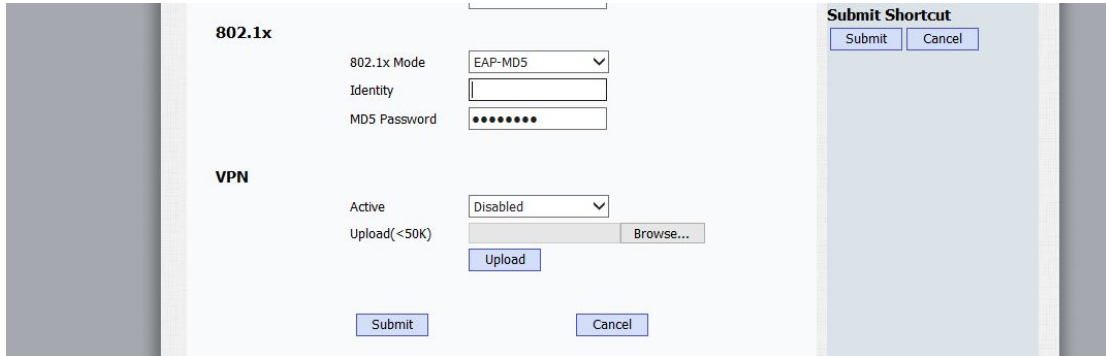 802.1x
802.1x Mode EAP-MD5
Identity
MD5 Password ••••••••
VPN
Active Disabled
Upload(<50K) Browse...
Upload
Submit Cancel
Submit Shortcut
Submit Cancel